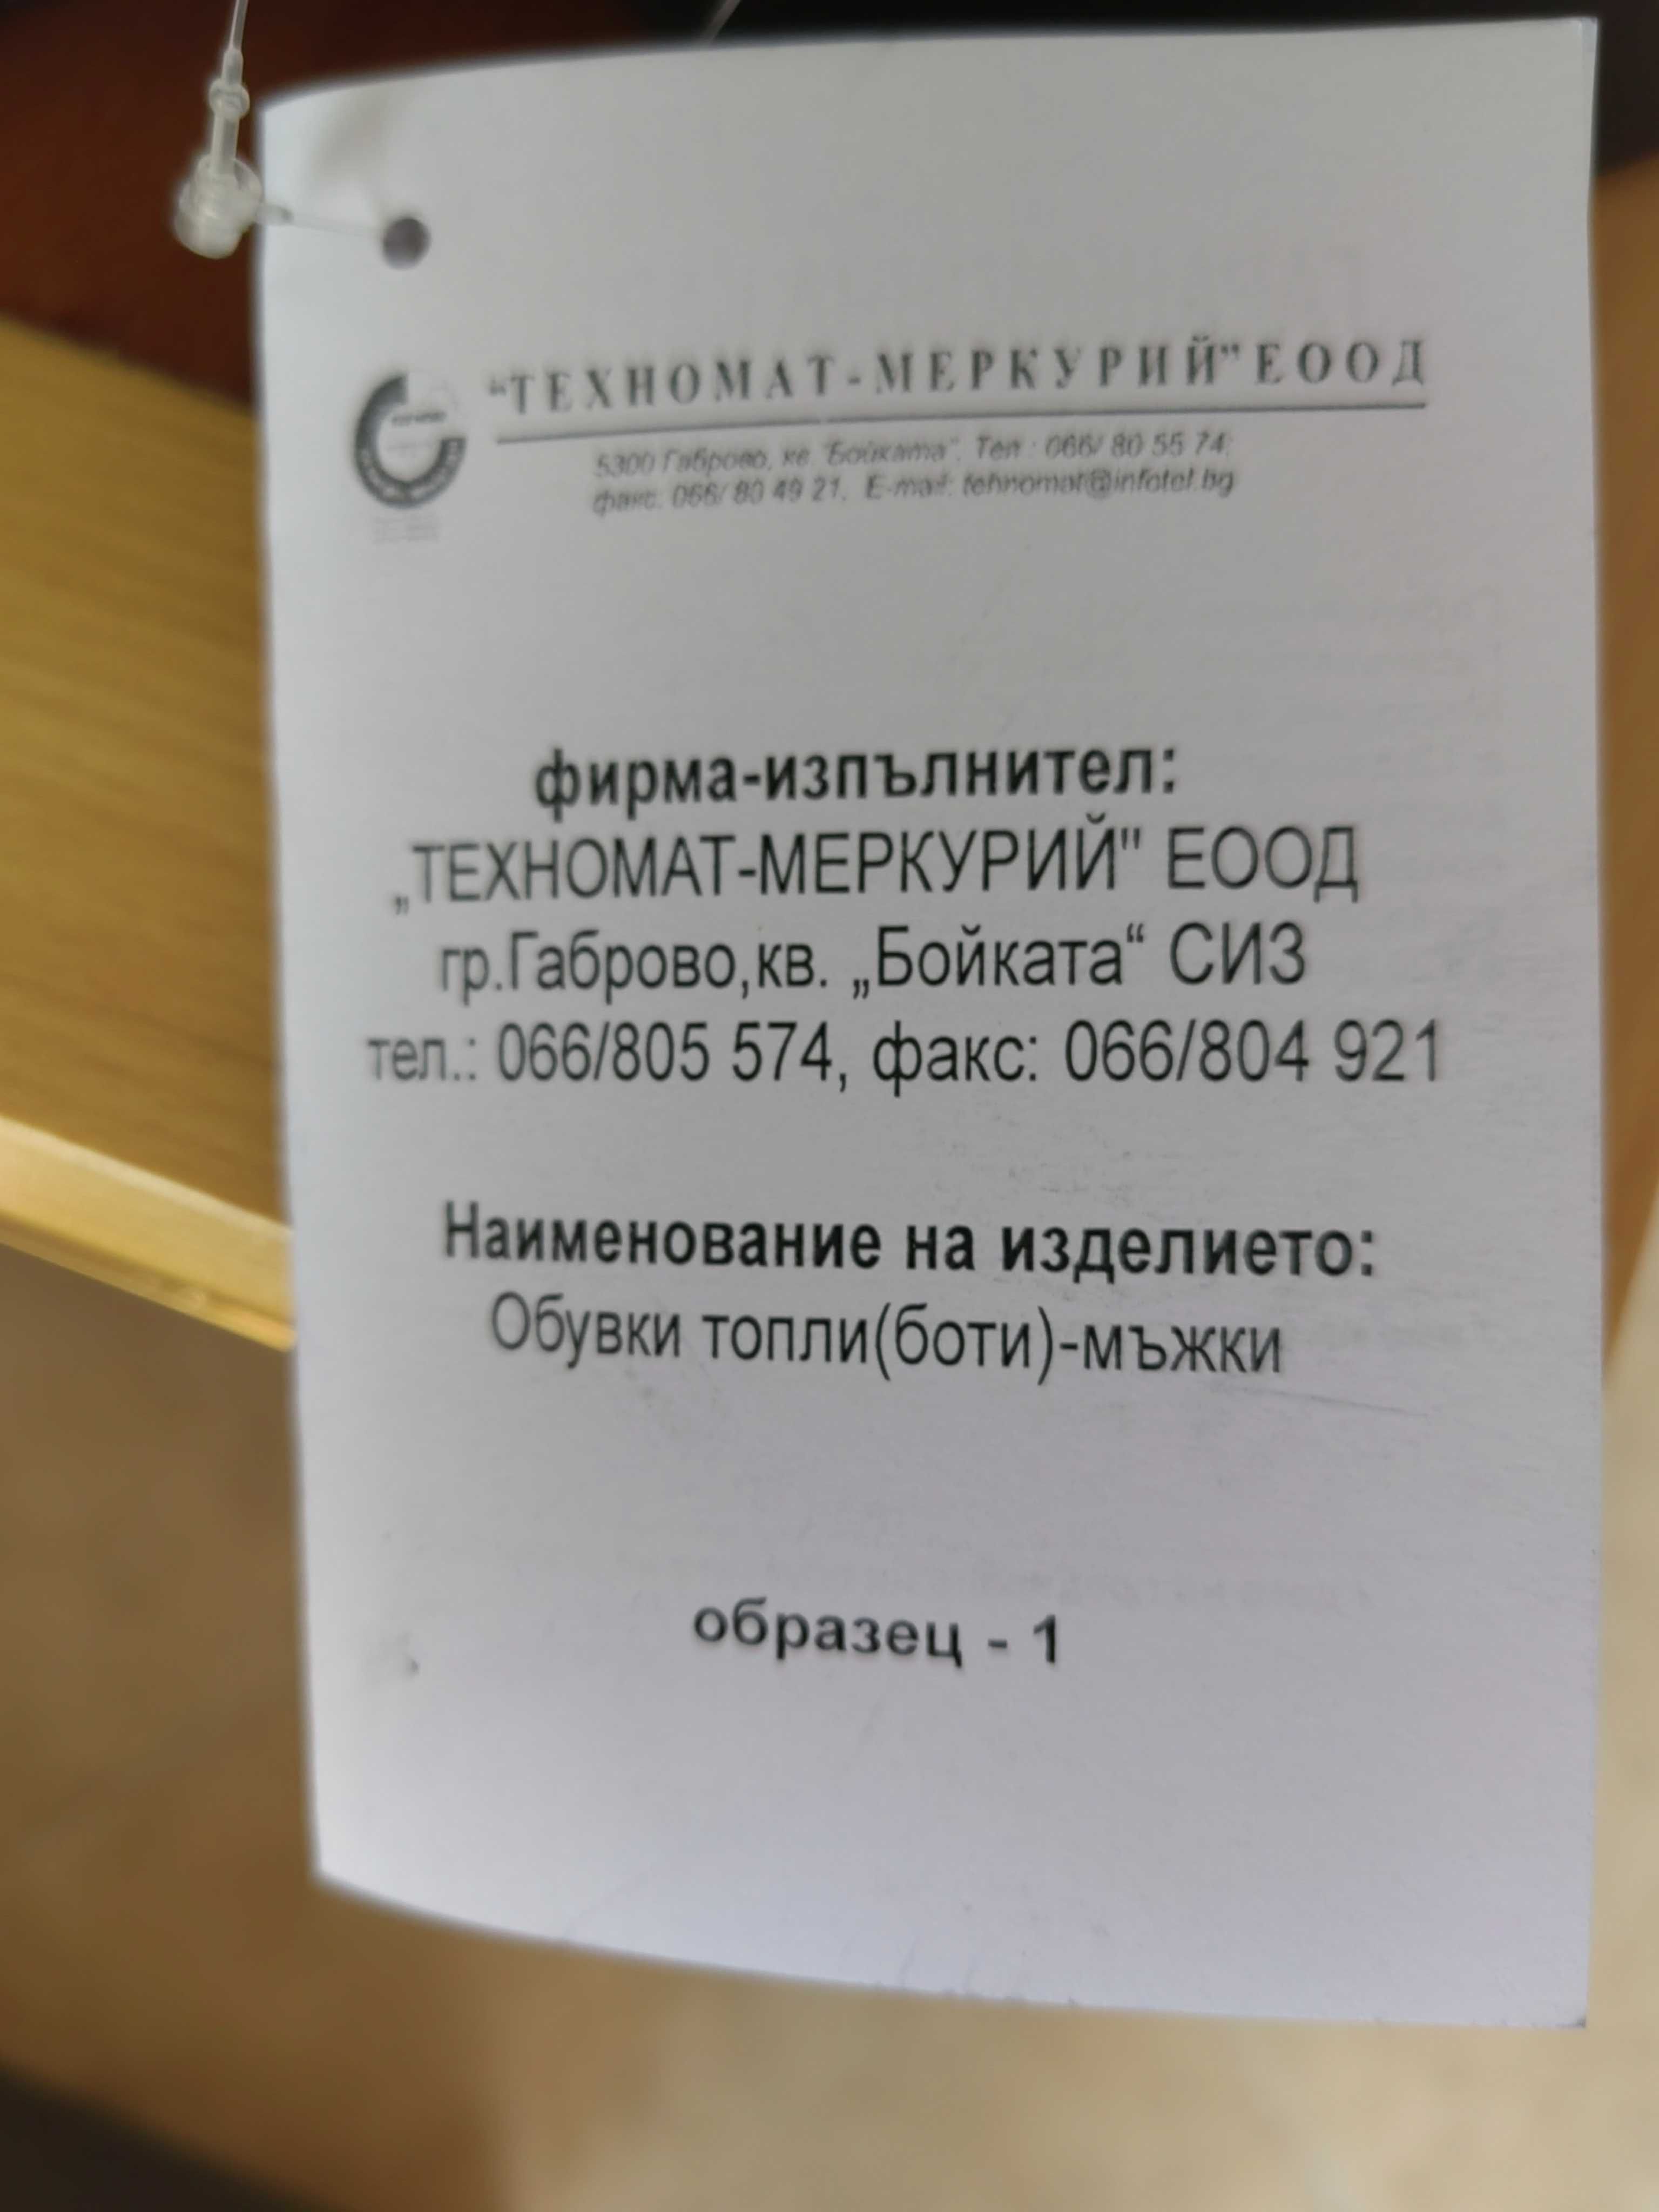 “ТЕХНОМАТ-МЕРКУРИЙ” ЕООД
5300 Габрово, кв. "Бойката", Тел.: 066/ 80 55 74;
факс: 066/ 80 49 21, E-mail: tehnomat@infotel.bg
фирма-изпълнител:
„ТЕХНОМАТ-МЕРКУРИЙ" ЕООД
гр.Габрово,кв. „Бойката“ СИЗ
тел.: 066/805 574, факс: 066/804 921
Наименование на изделието:
Обувки топли(боти)-мъжки
образец - 1